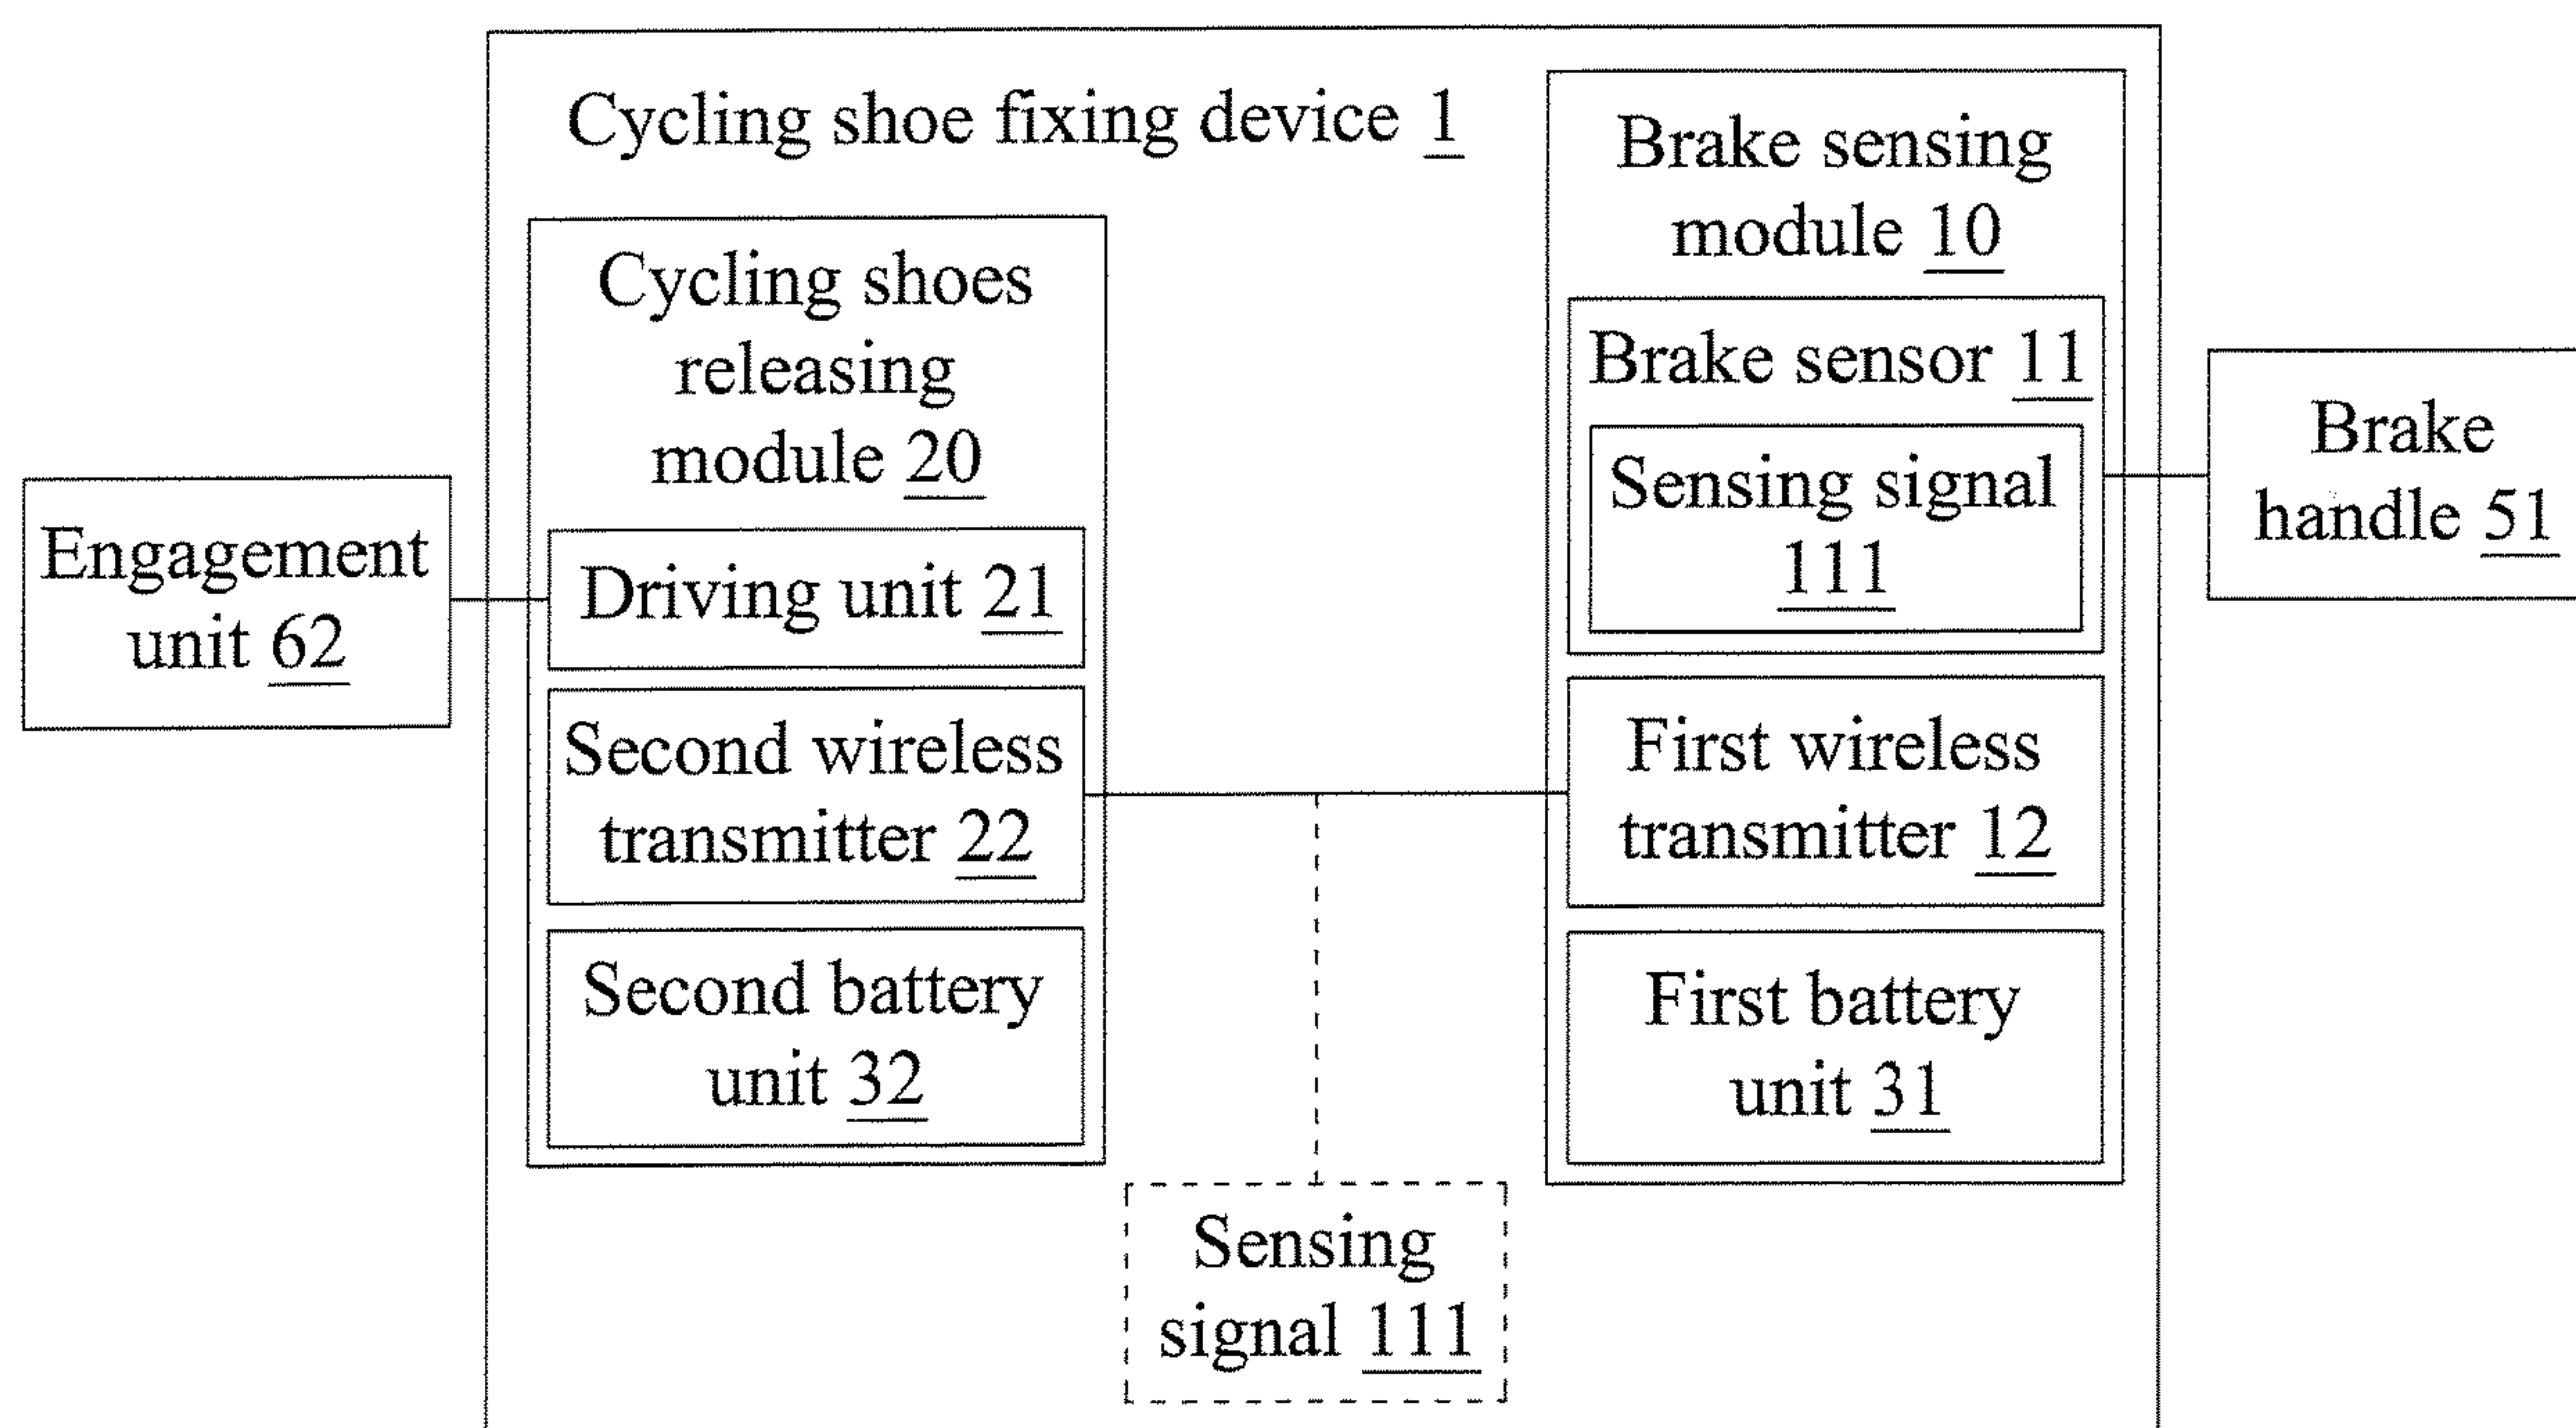 Cycling shoe fixing device 1
Engagement
unit 62
Cycling shoes
releasing
module 20
Driving unit 21
Second wireless
transmitter 22
Second battery
unit 32
Brake sensing
module 10
Brake sensor 11
Sensing signal
111
First wireless
transmitter 12
First battery
unit 31
Sensing
signal 111
Brake
handle 51